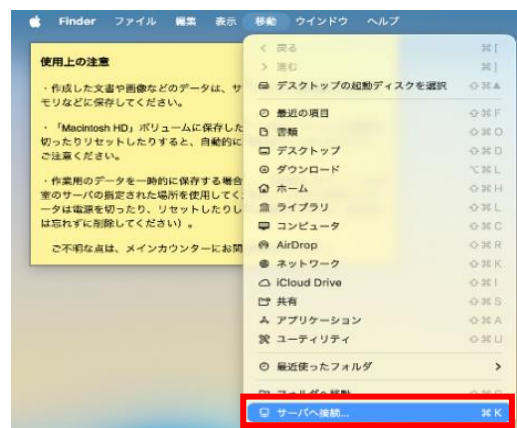 Finder ファイル 編集 表示 移動 ウインドウ ヘルプ
使用上の注意
・作成した文書や画像などのデータは、サ
モリなどに保存してください。
・「Macintosh HD」ボリュームに保存した
切ったりリセットしたりすると、自動的に
ご注意ください。
・作業用のデータを一時的に保存する場合
室のサーバの指定された場所を使用してく
ータは電源を切ったり、リセットしたりし
は忘れずに削除してください）。
ご不明な点は、メインカウンターにお問
< 戻る ⌘[
> 進む ⌘]
デスクトップの起動ディスクを選択 ⇧⌘▲
最近の項目 ⇧⌘F
書類 ⇧⌘O
デスクトップ ⇧⌘D
ダウンロード ⌥⌘L
ホーム ⇧⌘H
ライブラリ ⇧⌘L
コンピュータ ⇧⌘C
AirDrop ⇧⌘R
ネットワーク ⇧⌘K
iCloud Drive ⇧⌘I
共有 ⇧⌘S
アプリケーション ⇧⌘A
ユーティリティ ⇧⌘U
最近使ったフォルダ >
サーバへ接続... ⌘K